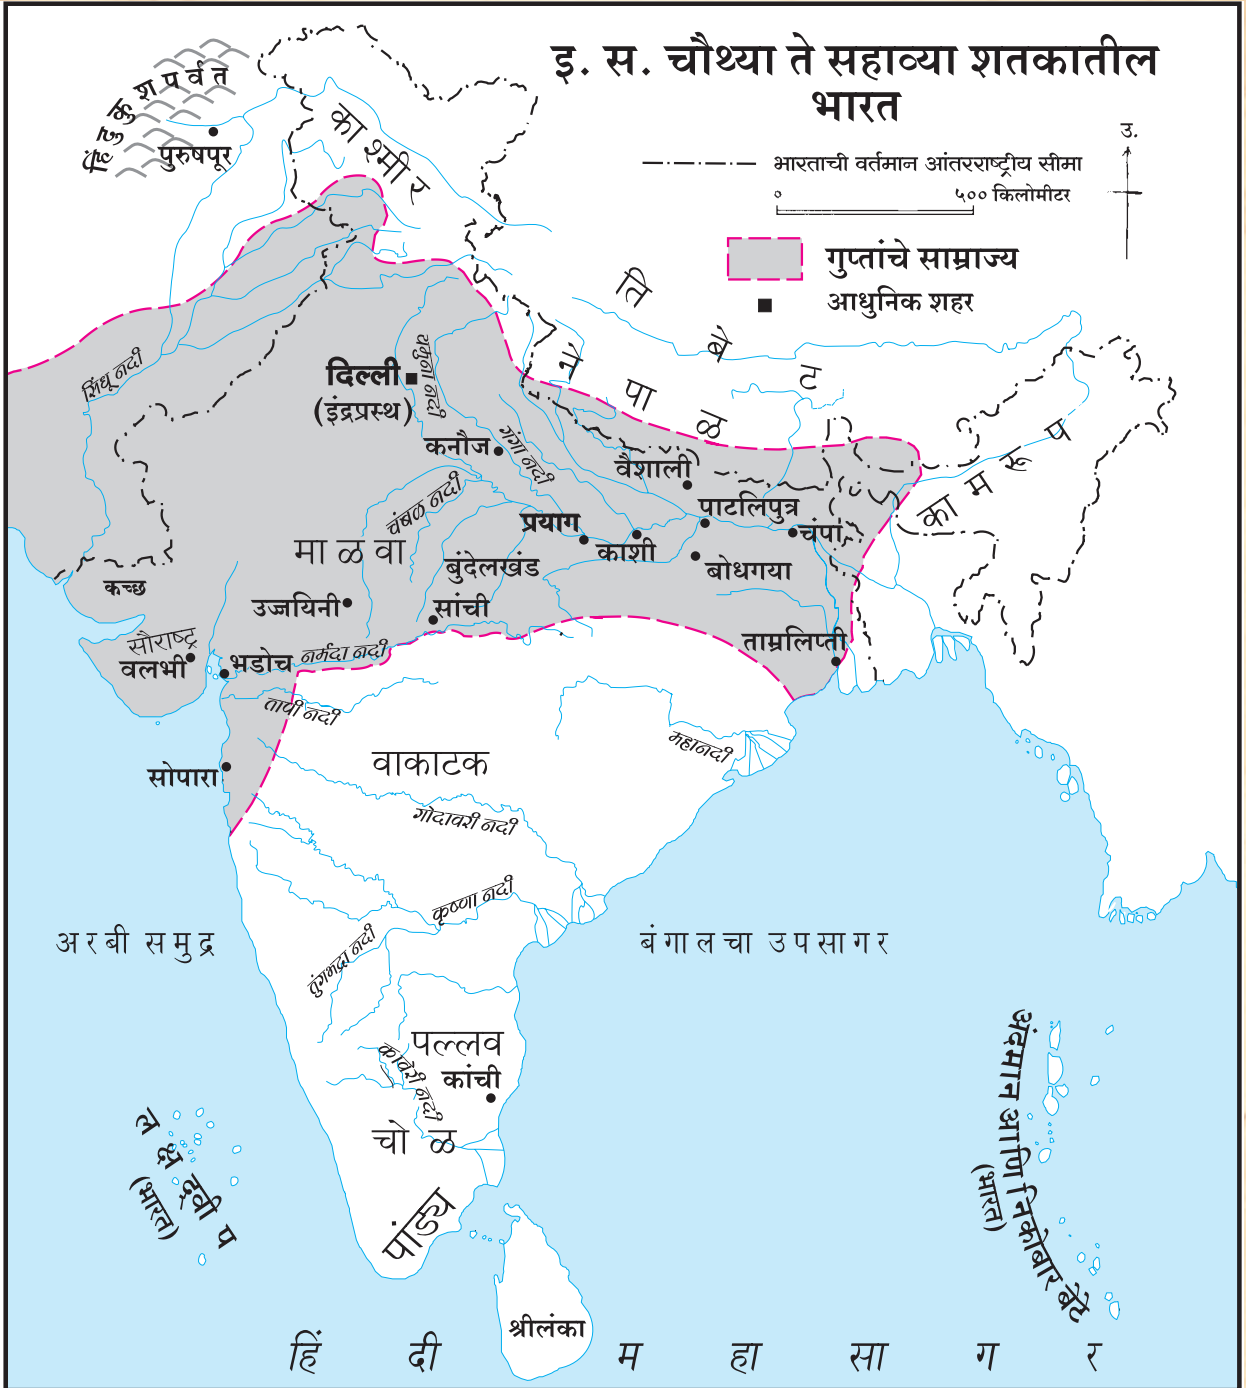 इ. स. चौथ्या ते सहाव्या शतकातील
भारत
उ.
भारताची वर्तमान आंतरराष्ट्रीय सीमा
० ५०० किलोमीटर
गुप्तांचे साम्राज्य
आधुनिक शहर
हिंदुकुश पर्वत
पुरुषपूर
काश्मीर
तिबेट
नेपाळ
कामरूप
सिंधू नदी
यमुना नदी
दिल्ली
(इंद्रप्रस्थ)
कनौज
गंगा नदी
वैशाली
चंबळ नदी
पाटलिपुत्र
प्रयाग
काशी
चंपा
माळवा
बुंदेलखंड
बोधगया
कच्छ
उज्जयिनी
सांची
सौराष्ट्र
वलभी
भडोच
नर्मदा नदी
ताम्रलिप्ती
तापी नदी
महानदी
वाकाटक
सोपारा
गोदावरी नदी
कृष्णा नदी
अरबी समुद्र
बंगालचा उपसागर
तुंगभद्रा नदी
पल्लव
कावेरी नदी
कांची
चोळ
पांड्य
लक्षद्वीप
(भारत)
अंदमान आणि निकोबार बेटे
(भारत)
श्रीलंका
हिंदी महासागर